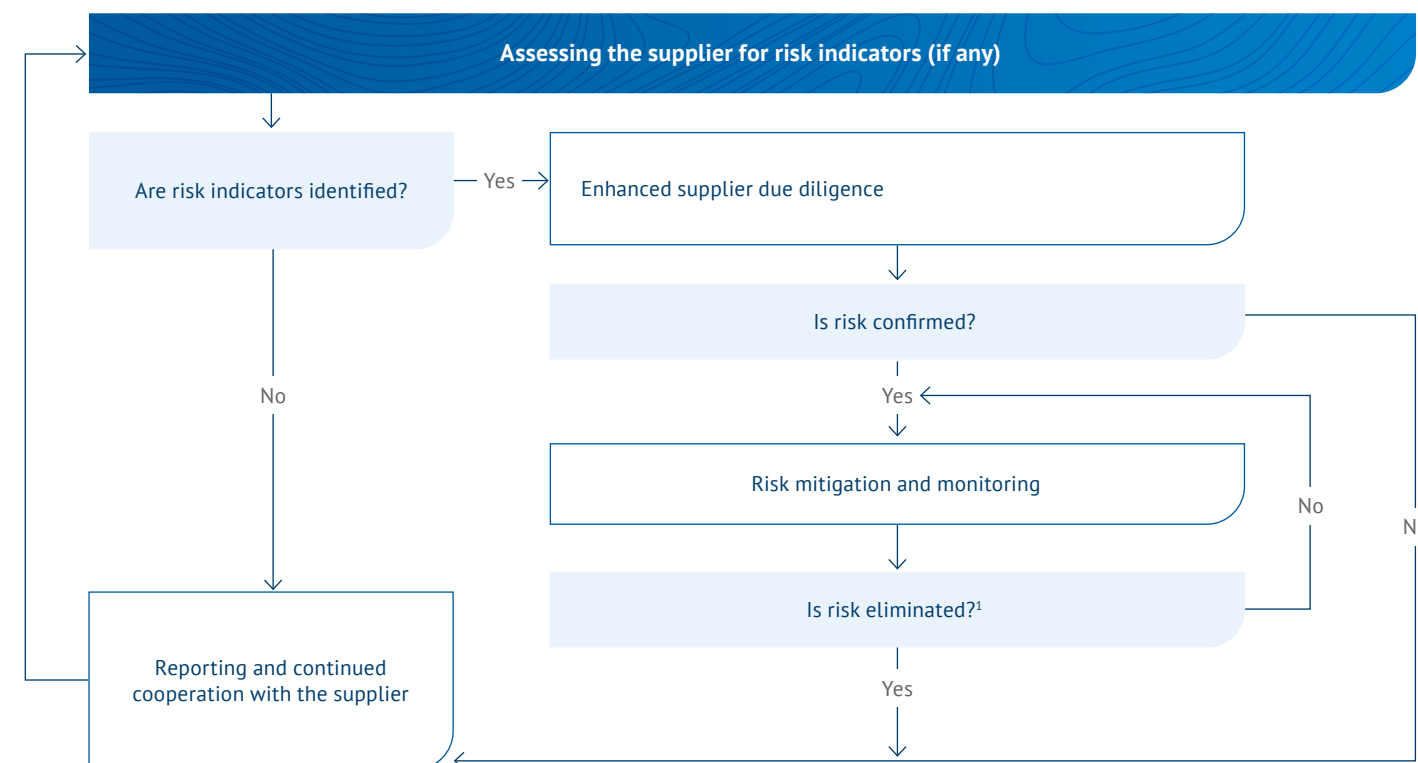 Assessing the supplier for risk indicators (if any)
Are risk indicators identified?
Yes
Enhanced supplier due diligence
Is risk confirmed?
No
Yes
Risk mitigation and monitoring
No
N
Is risk eliminated?¹
Reporting and continued
cooperation with the supplier
Yes